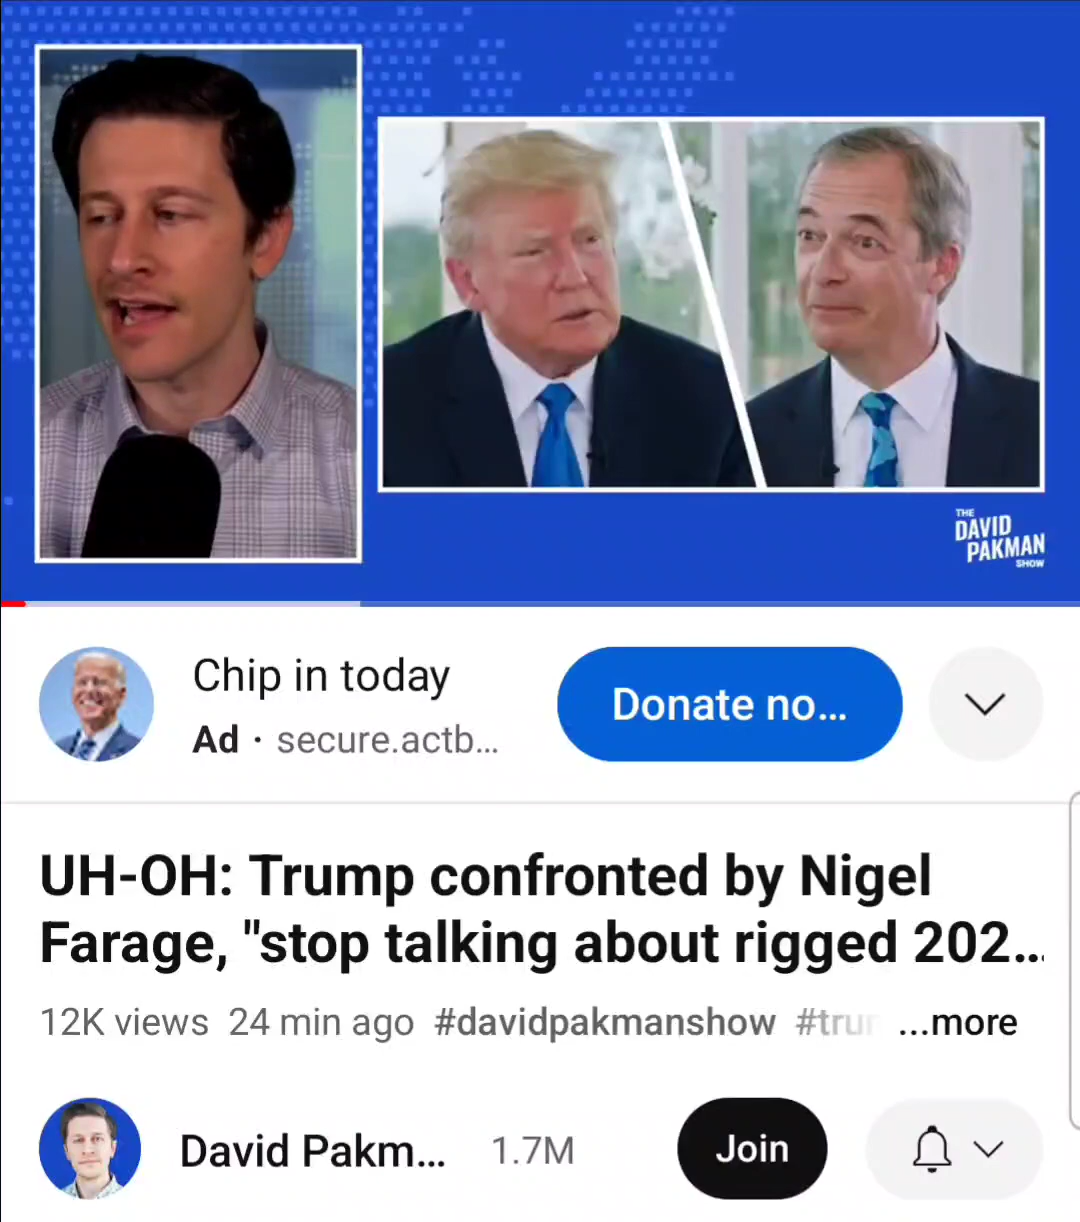 THE
DAVID
PAKMAN
SHOW
Chip in today
Ad · secure.actb...
Donate no...
UH-OH: Trump confronted by Nigel
Farage, "stop talking about rigged 202...
12K views 24 min ago #davidpakmanshow #trur ...more
David Pakm... 1.7M
Join